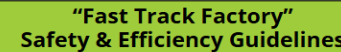 “Fast Track Factory”
Safety & Efficiency Guidelines